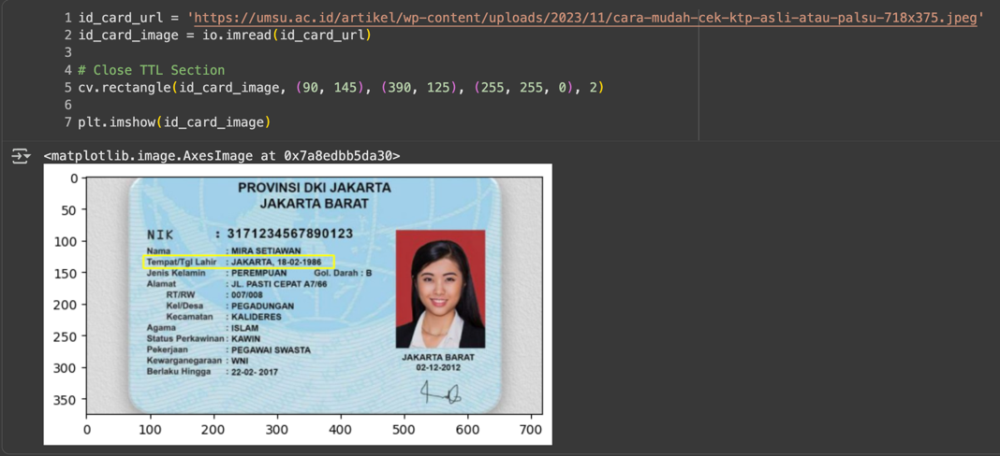 1 id_card_url = 'https://umsu.ac.id/artikel/wp-content/uploads/2023/11/cara-mudah-cek-ktp-asli-atau-palsu-718x375.jpeg'
2 id_card_image = io.imread(id_card_url)
3
4 # Close TTL Section
5 cv.rectangle(id_card_image, (90, 145), (390, 125), (255, 255, 0), 2)
6
7 plt.imshow(id_card_image)
<matplotlib.image.AxesImage at 0x7a8edbb5da30>
PROVINSI DKI JAKARTA
JAKARTA BARAT
NIK : 3171234567890123
Nama : MIRA SETIAWAN
Tempat/Tgl Lahir : JAKARTA, 18-02-1986
Jenis Kelamin : PEREMPUAN Gol. Darah : B
Alamat : JL. PASTI CEPAT A7/66
RT/RW : 007/008
Kel/Desa : PEGADUNGAN
Kecamatan : KALIDERES
Agama : ISLAM
Status Perkawinan : KAWIN
Pekerjaan : PEGAWAI SWASTA
Kewarganegaraan : WNI
Berlaku Hingga : 22-02- 2017
JAKARTA BARAT
02-12-2012
0
50
100
150
200
250
300
350
0 100 200 300 400 500 600 700